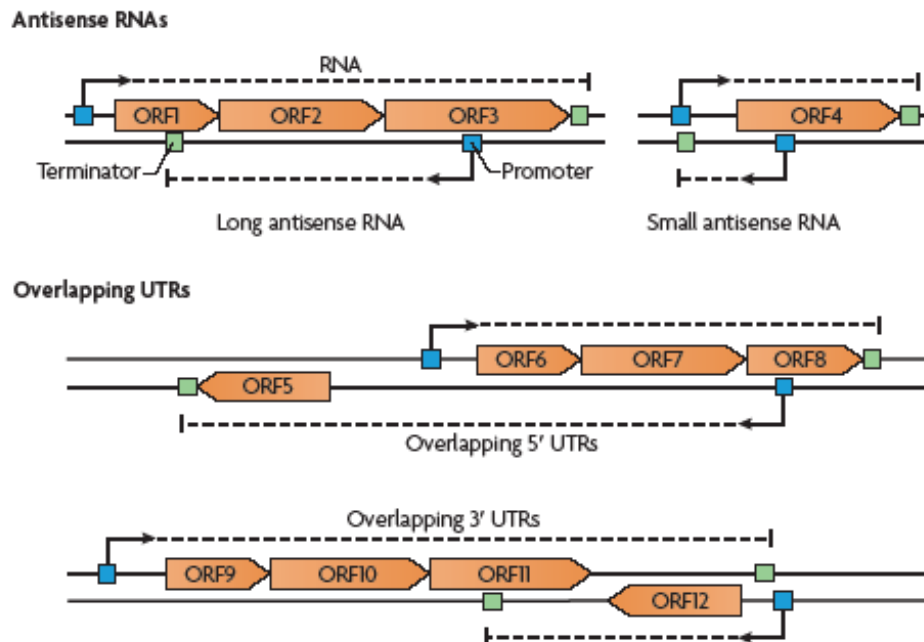 Antisense RNAs
RNA
ORF1 ORF2 ORF3 ORF4
Terminator Promoter
Long antisense RNA Small antisense RNA
Overlapping UTRs
ORF6 ORF7 ORF8
ORF5
Overlapping 5′ UTRs
Overlapping 3′ UTRs
ORF9 ORF10 ORF11
ORF12